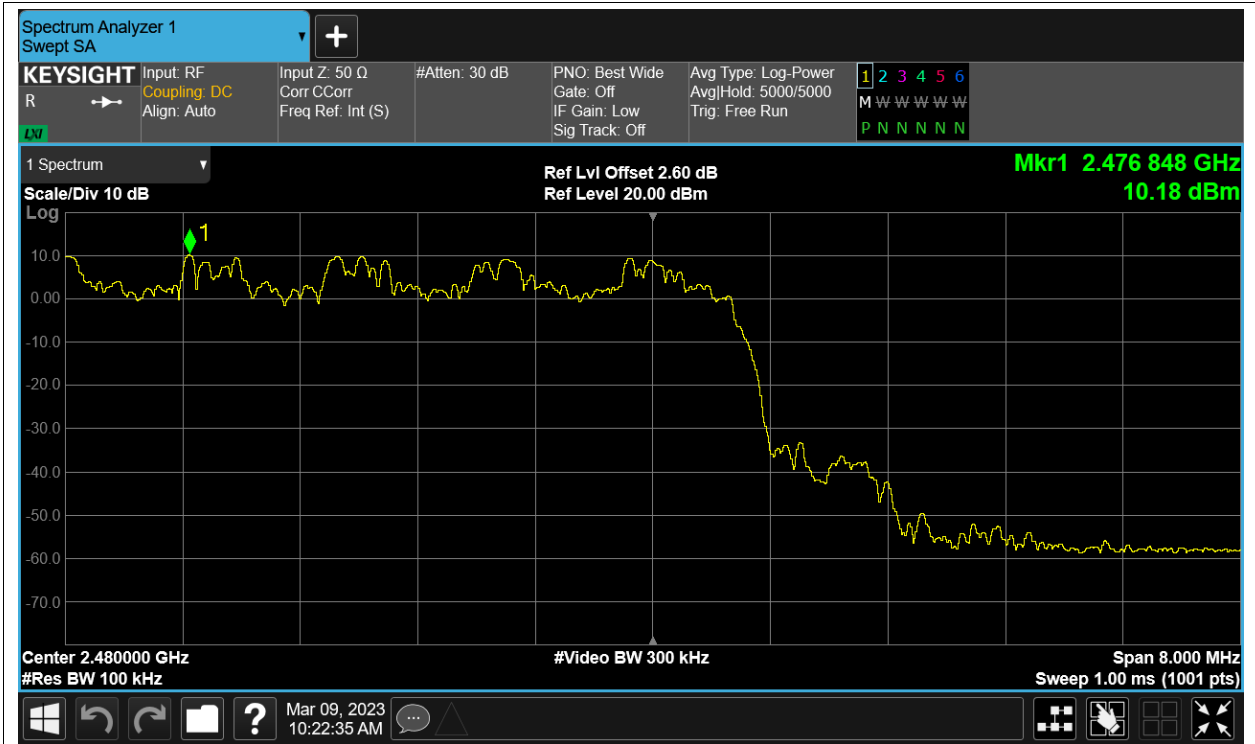 Spectrum Analyzer 1
Swept SA
KEYSIGHT
R
LXI
Input: RF
Coupling: DC
Align: Auto
Input Z: 50 Ω
Corr CCorr
Freq Ref: Int (S)
#Atten: 30 dB
PNO: Best Wide
Gate: Off
IF Gain: Low
Sig Track: Off
Avg Type: Log-Power
Avg|Hold: 5000/5000
Trig: Free Run
1 2 3 4 5 6
M W W W W W
P N N N N N
1 Spectrum
Scale/Div 10 dB
Log
Ref Lvl Offset 2.60 dB
Ref Level 20.00 dBm
Mkr1 2.476 848 GHz
10.18 dBm
1
10.0
0.00
-10.0
-20.0
-30.0
-40.0
-50.0
-60.0
-70.0
Center 2.480000 GHz
#Res BW 100 kHz
#Video BW 300 kHz
Span 8.000 MHz
Sweep 1.00 ms (1001 pts)
?
Mar 09, 2023
10:22:35 AM